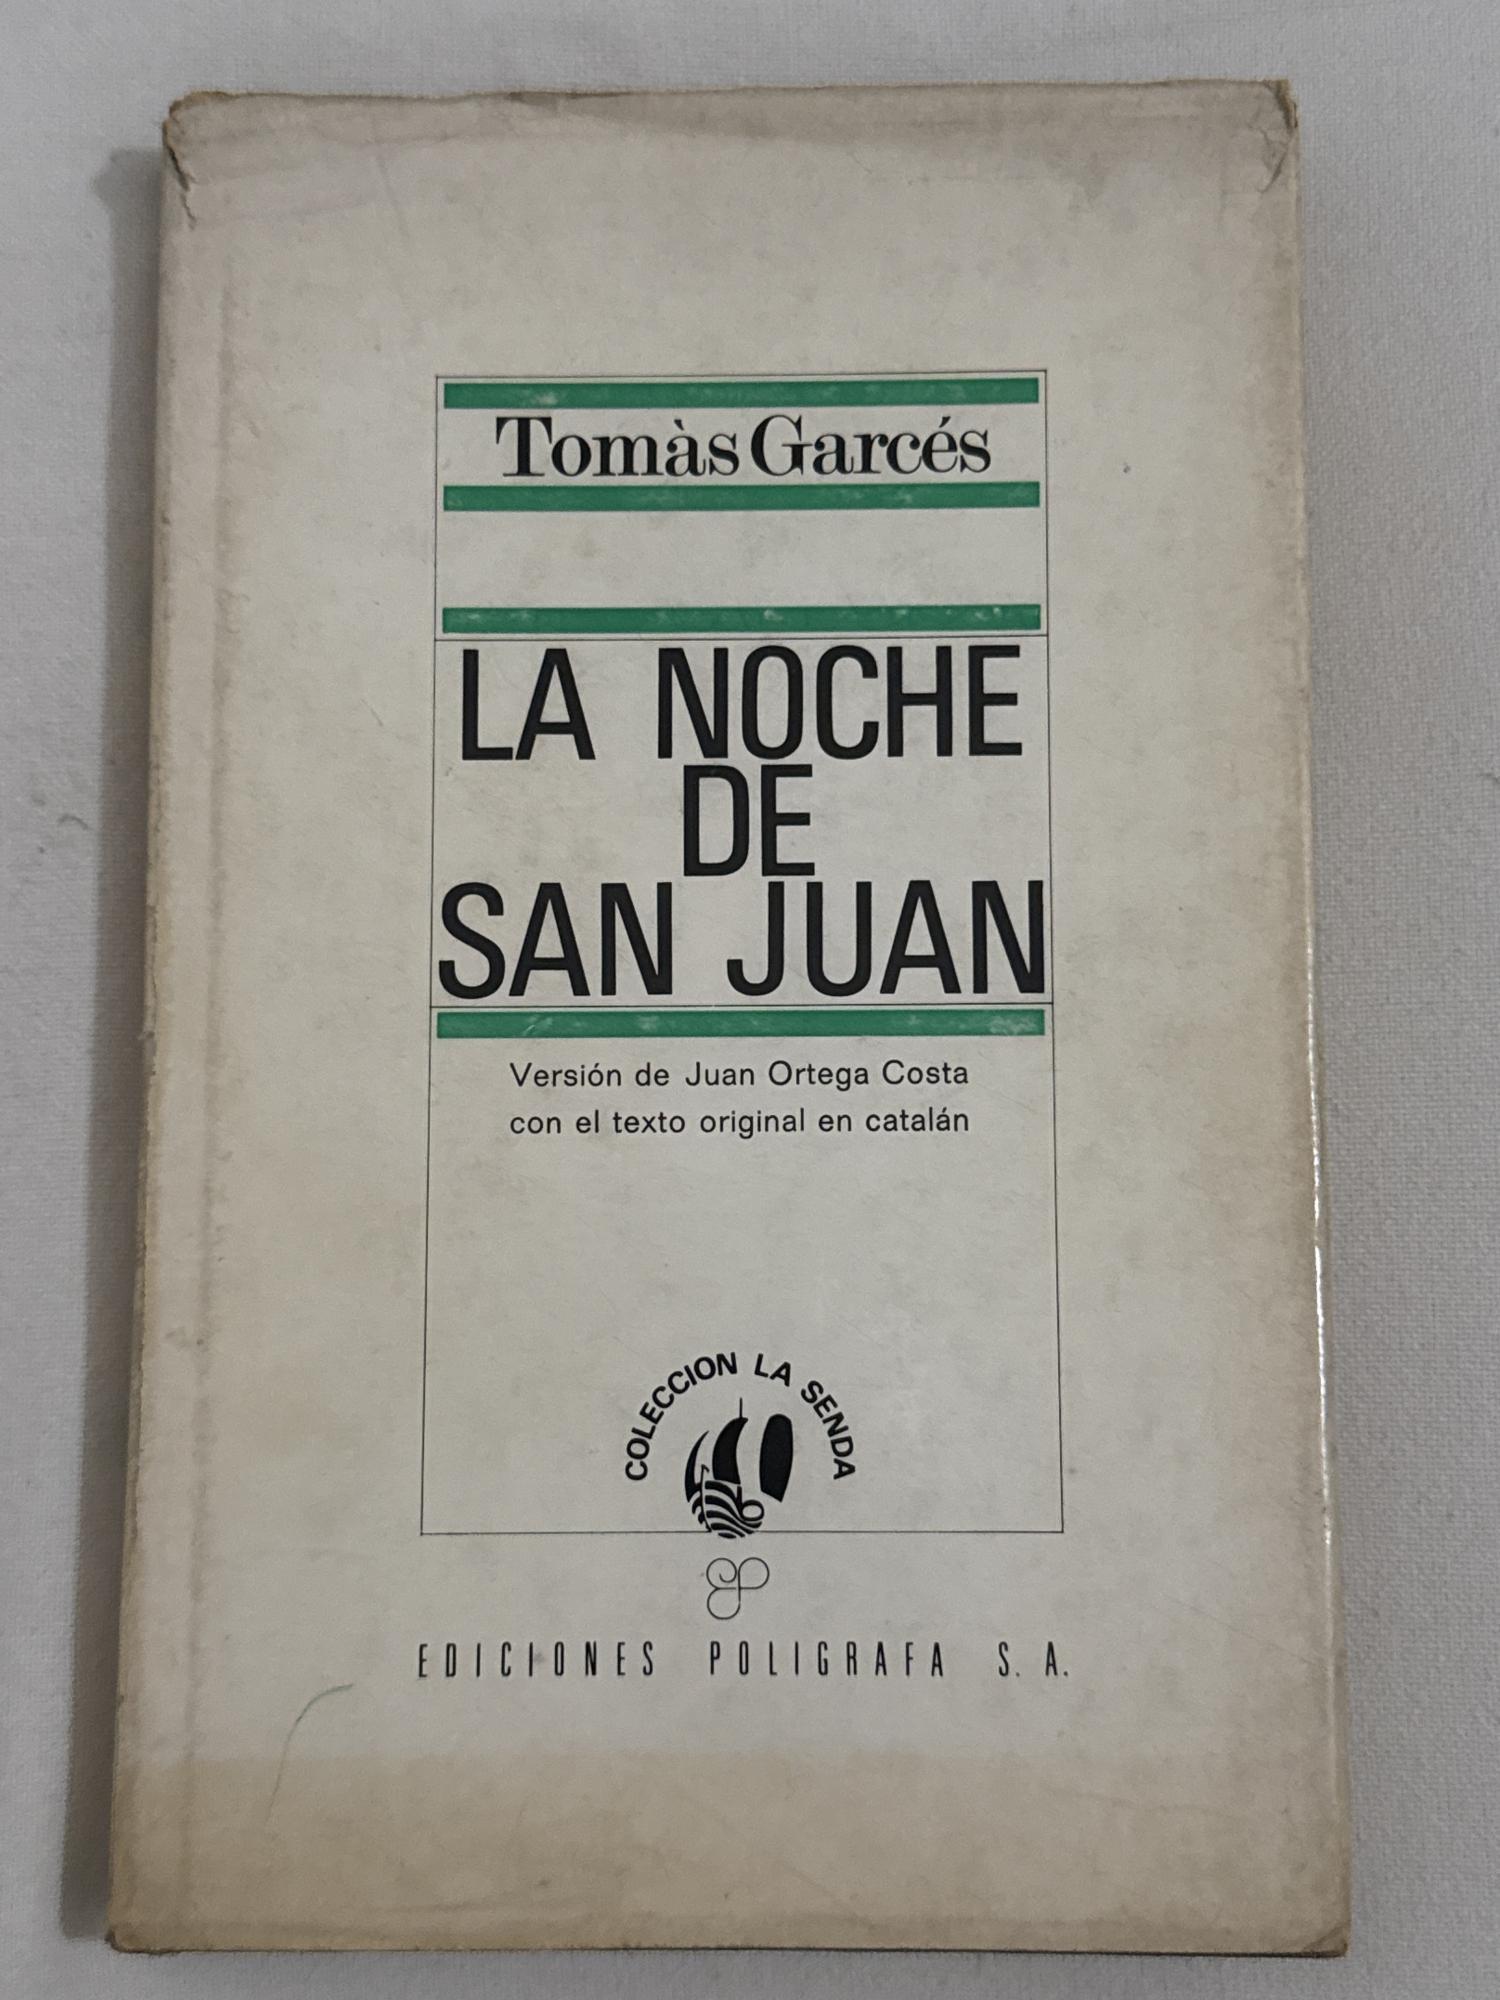 Tomàs Garcés
LA NOCHE
DE
SAN JUAN
Versión de Juan Ortega Costa
con el texto original en catalán
COLECCION LA SENDA
EP
EDICIONES POLIGRAFA S. A.